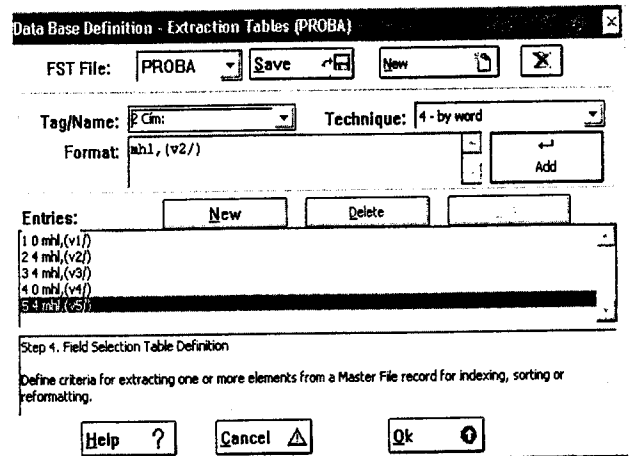 Data Base Definition - Extraction Tables (PROBA)
FST File: PROBA Save New
Tag/Name: 2 Cím: Technique: 4 - by word
Format: mhl,(v2/) Add
Entries: New Delete
1 0 mhl,(v1/)
2 4 mhl,(v2/)
3 4 mhl,(v3/)
4 0 mhl,(v4/)
5 4 mhl,(v5/)
Step 4. Field Selection Table Definition
Define criteria for extracting one or more elements from a Master File record for indexing, sorting or
reformatting.
Help ? Cancel Ok